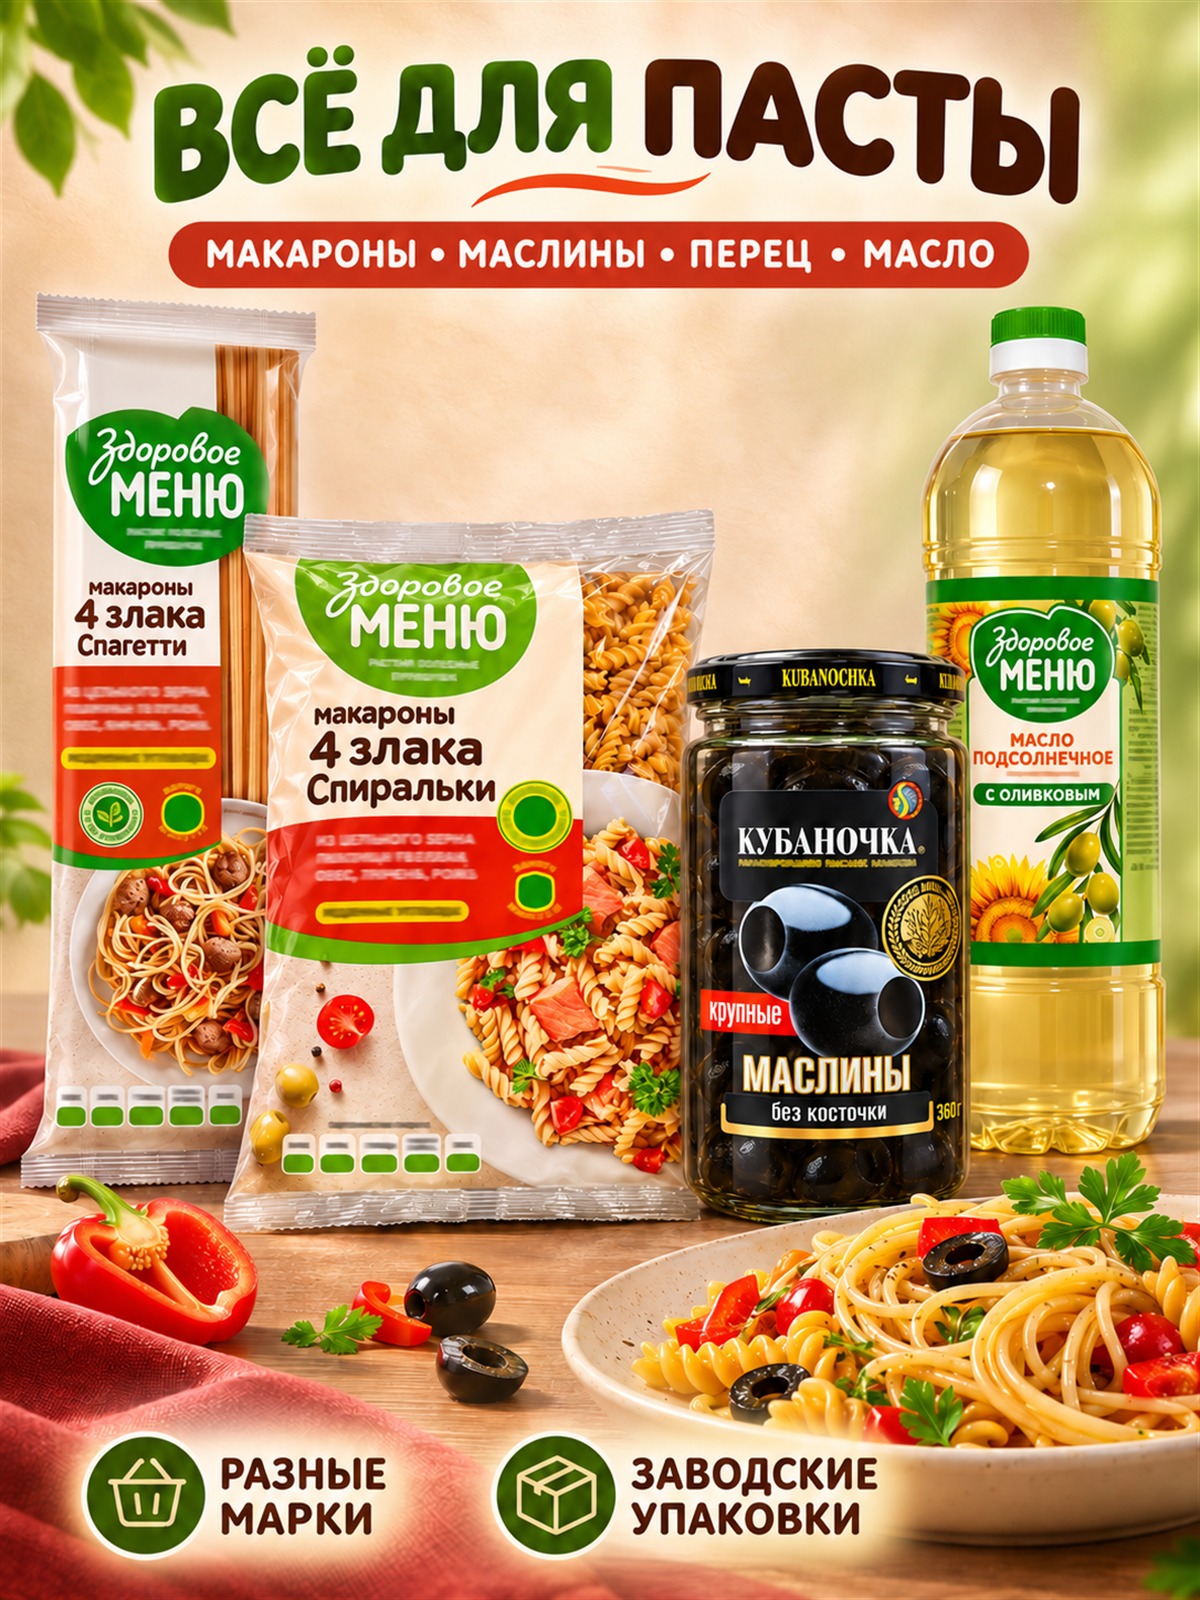 ВСЁ ДЛЯ ПАСТЫ
МАКАРОНЫ • МАСЛИНЫ • ПЕРЕЦ • МАСЛО
Здоровое
МЕНЮ
макароны
4 злака
Спагетти
Здоровое
МЕНЮ
макароны
4 злака
Спиральки
KUBANOCHKA
КУБАНОЧКА
крупные
МАСЛИНЫ
без косточки
360 г
Здоровое
МЕНЮ
МАСЛО
ПОДСОЛНЕЧНОЕ
С ОЛИВКОВЫМ
РАЗНЫЕ
МАРКИ
ЗАВОДСКИЕ
УПАКОВКИ